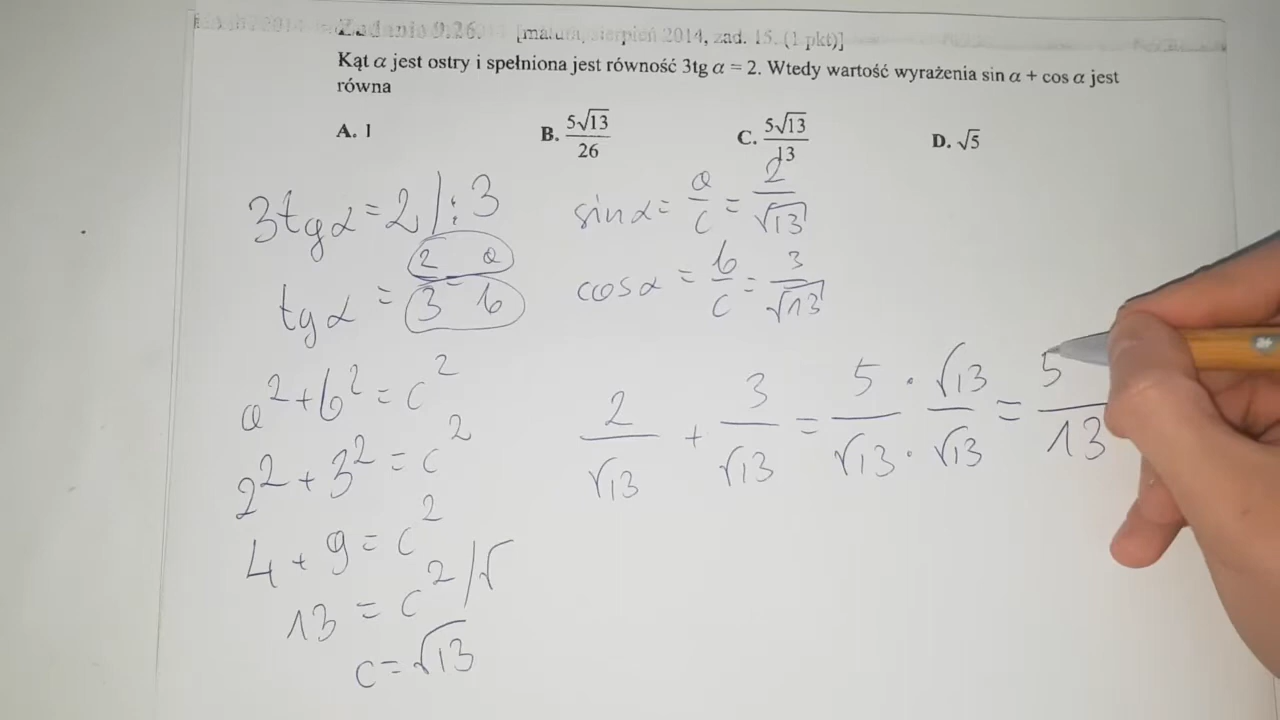 Zadanie 9.26. [matura, sierpień 2014, zad. 15. (1 pkt)]
Kąt α jest ostry i spełniona jest równość 3tg α = 2. Wtedy wartość wyrażenia sin α + cos α jest
równa
A. 1 B. 5√13/26 C. 5√13/13 D. √5
3tgα = 2 |:3
tgα = 2/3 = a/b
a² + b² = c²
2² + 3² = c²
4 + 9 = c²
13 = c² /√
c = √13
sinα = a/c = 2/√13
cosα = b/c = 3/√13
2/√13 + 3/√13 = 5/√13 · √13/√13 = 5/13